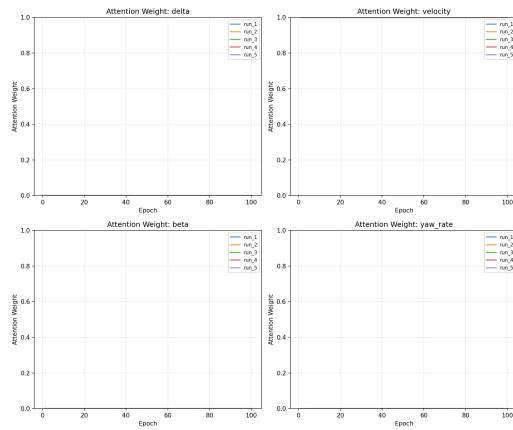 Attention Weight: delta
1.0
0.8
0.6
0.4
0.2
0.0
Attention Weight
run_1
run_2
run_3
run_4
run_5
0 20 40 60 80 100
Epoch
Attention Weight: velocity
1.0
0.8
0.6
0.4
0.2
0.0
Attention Weight
run_1
run_2
run_3
run_4
run_5
0 20 40 60 80 100
Epoch
Attention Weight: beta
1.0
0.8
0.6
0.4
0.2
0.0
Attention Weight
run_1
run_2
run_3
run_4
run_5
0 20 40 60 80 100
Epoch
Attention Weight: yaw_rate
1.0
0.8
0.6
0.4
0.2
0.0
Attention Weight
run_1
run_2
run_3
run_4
run_5
0 20 40 60 80 100
Epoch